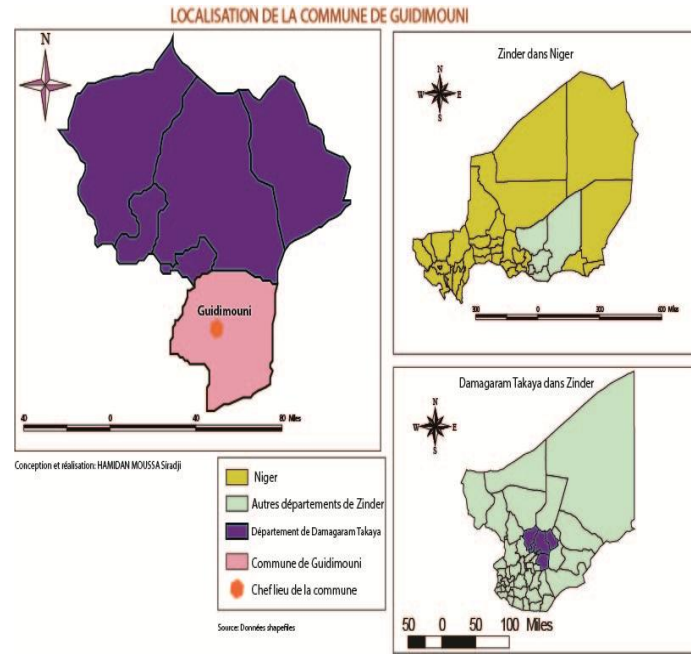 LOCALISATION DE LA COMMUNE DE GUIDIMOUNI
N
Guidimouni
40 0 40 80 Miles
Conception et réalisation: HAMIDAN MOUSSA Siradji
Zinder dans Niger
N
W E
S
300 0 300 600 Miles
Damagaram Takaya dans Zinder
N
W E
S
50 0 50 100 Miles
Niger
Autres départements de Zinder
Département de Damagaram Takaya
Commune de Guidimouni
Chef lieu de la commune
Source: Données shapefiles